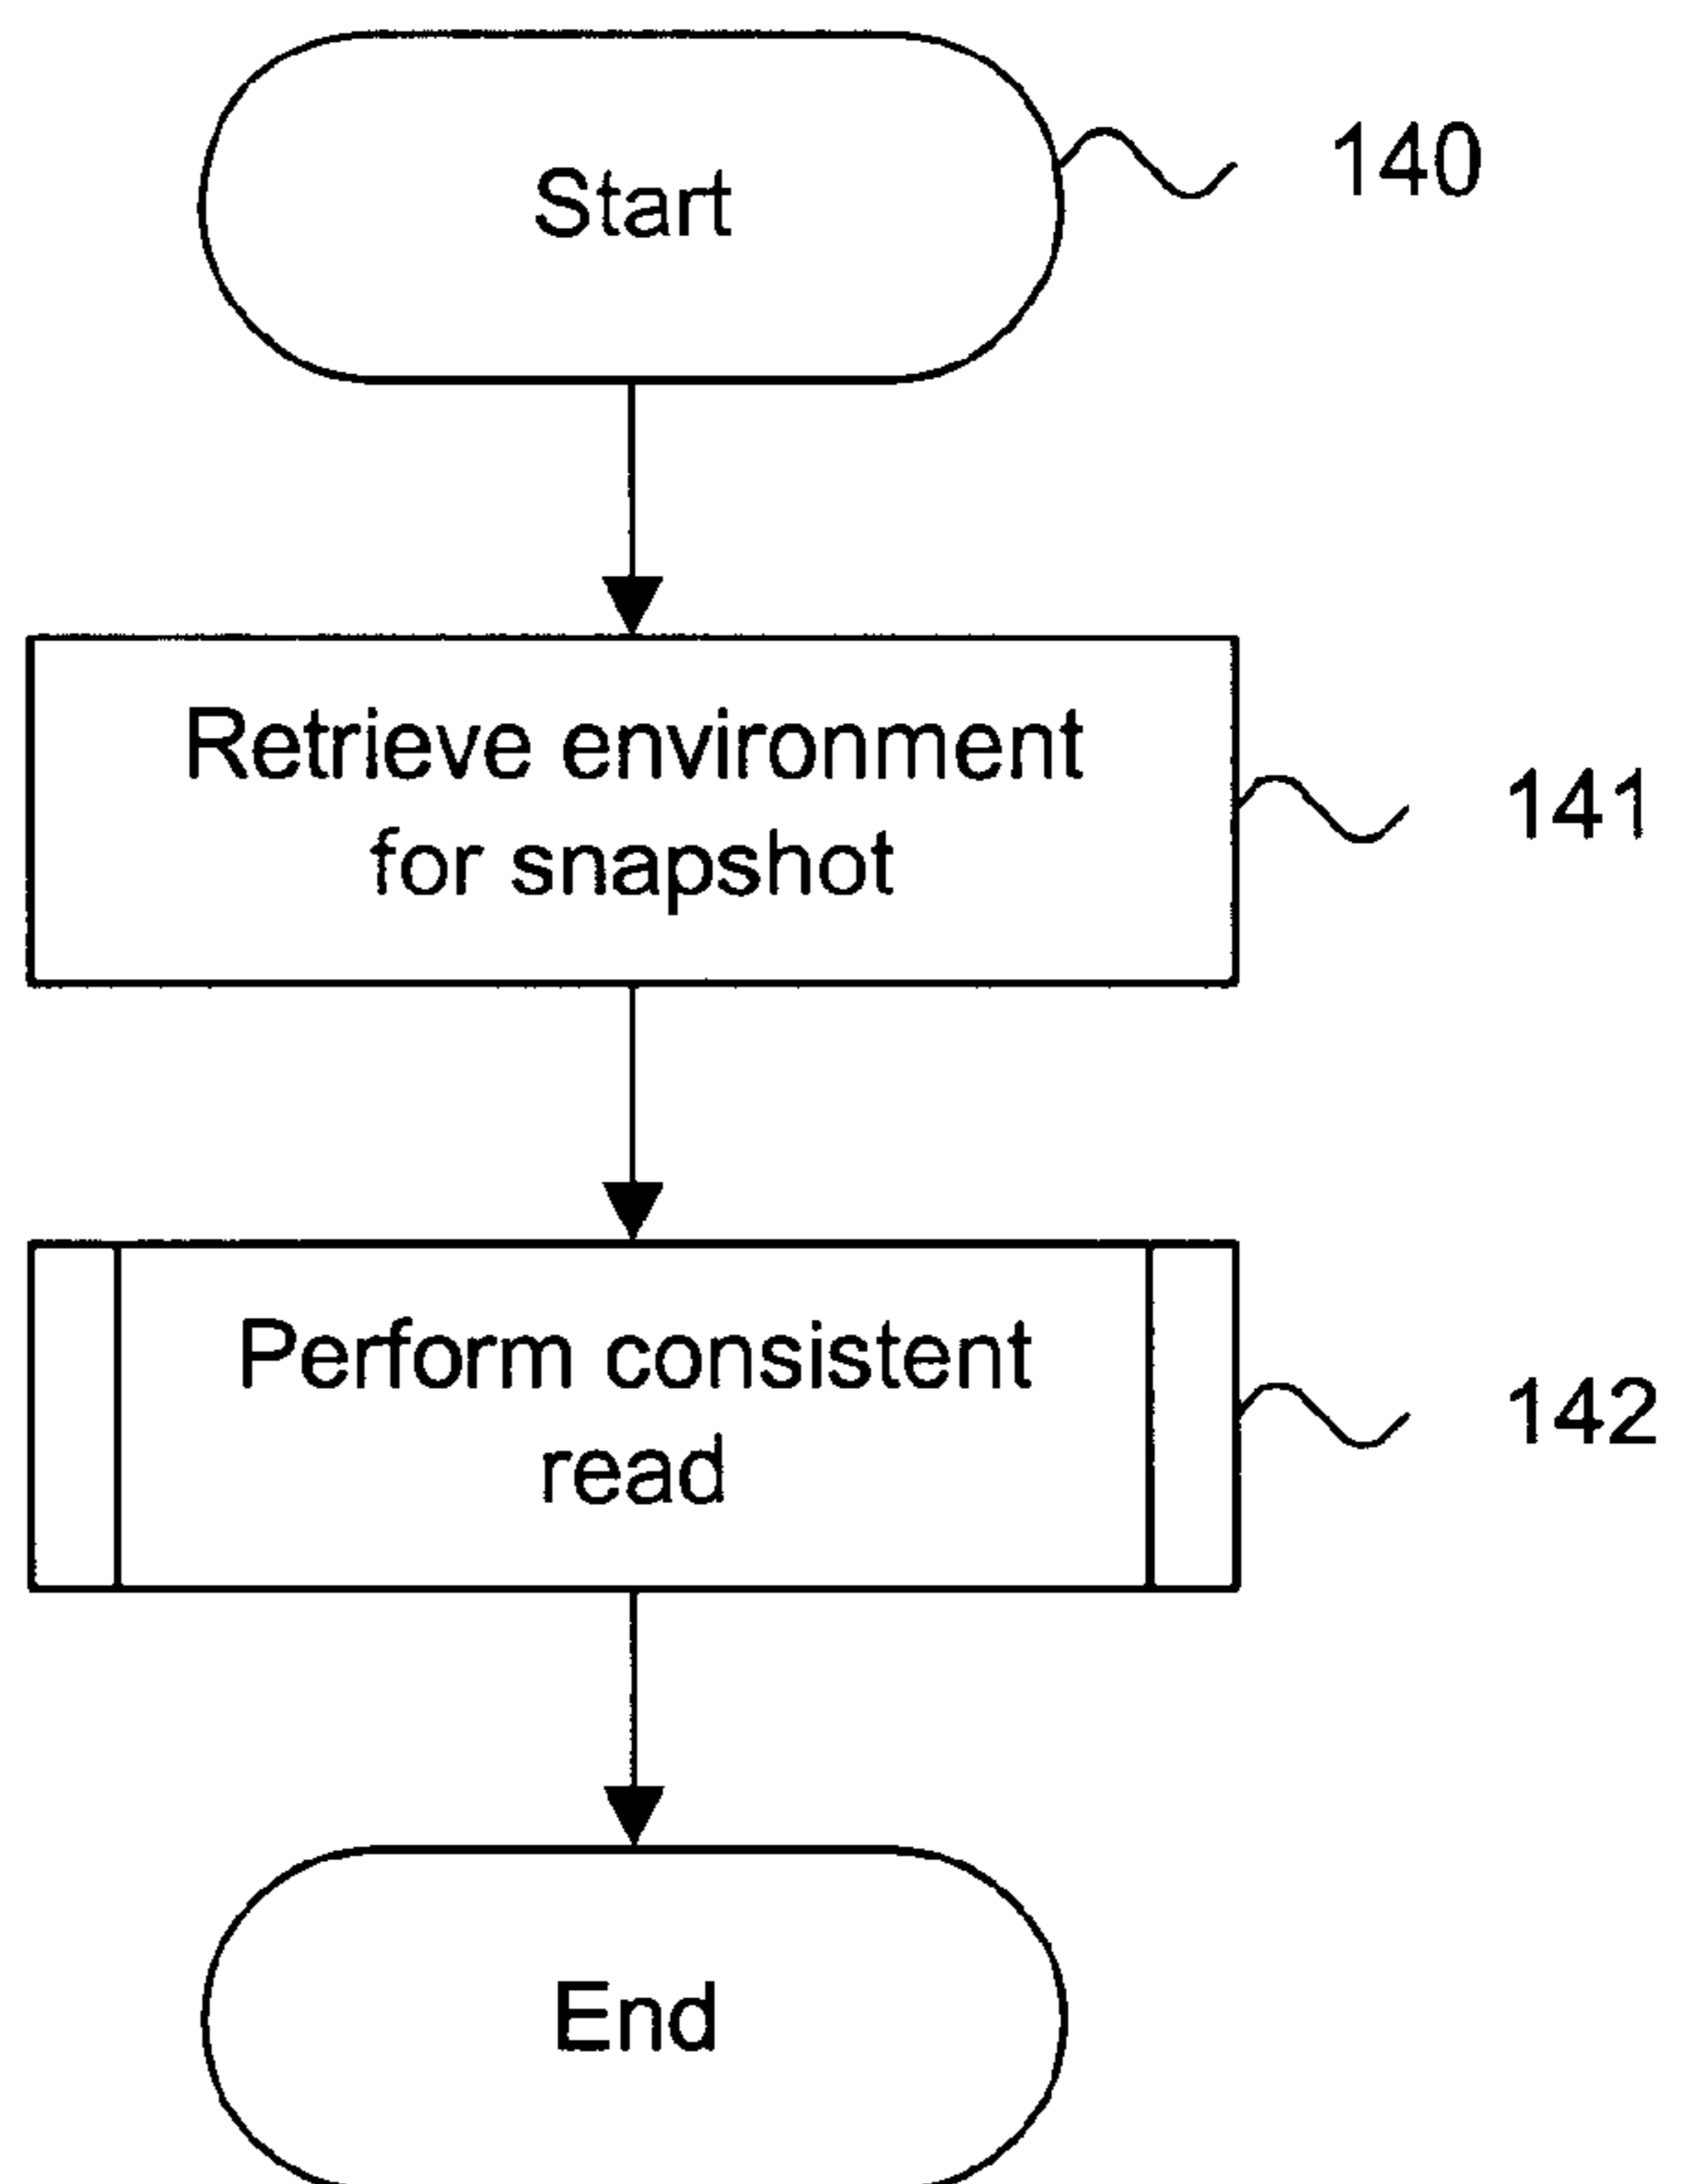 Start
140
Retrieve environment
for snapshot
141
Perform consistent
read
142
End